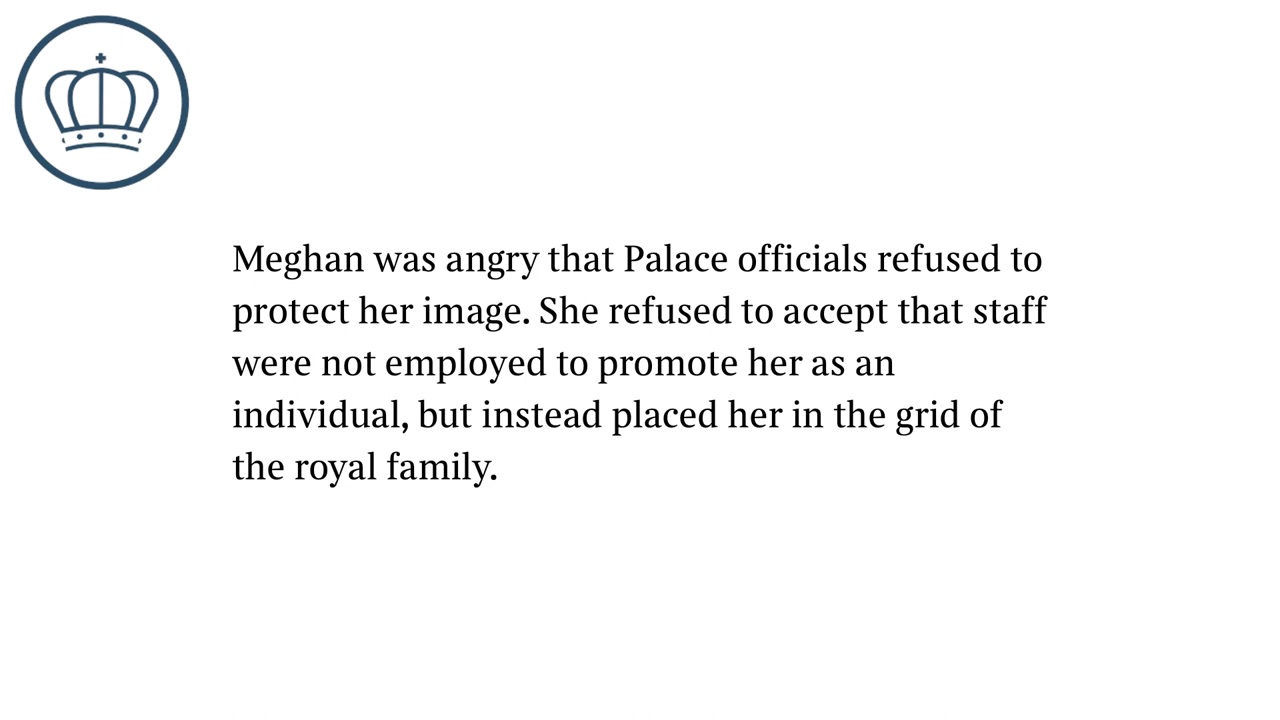 Meghan was angry that Palace officials refused to
protect her image. She refused to accept that staff
were not employed to promote her as an
individual, but instead placed her in the grid of
the royal family.